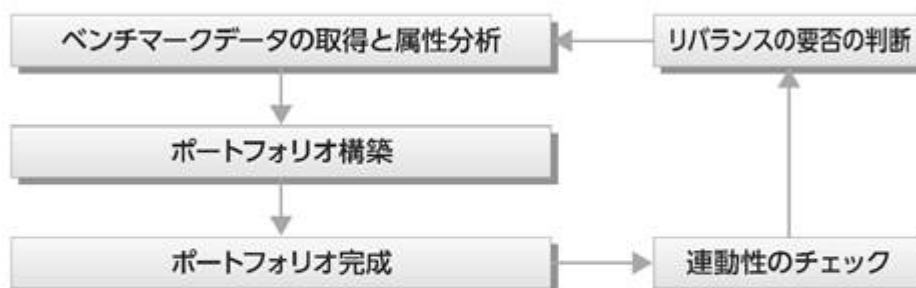 ベンチマークデータの取得と属性分析
リバランスの要否の判断
ポートフォリオ構築
ポートフォリオ完成
連動性のチェック